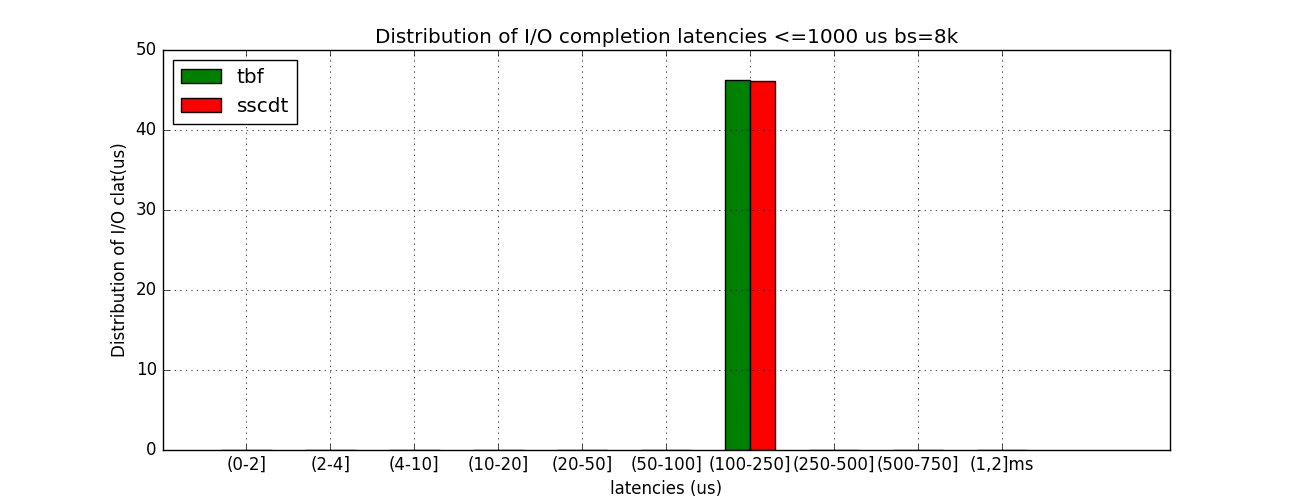 Distribution of I/O completion latencies <=1000 us bs=8k
tbf
sscdt
Distribution of I/O clat(us)
50
40
30
20
10
0
(0-2] (2-4] (4-10] (10-20] (20-50] (50-100] (100-250] (250-500] (500-750] (1,2]ms
latencies (us)